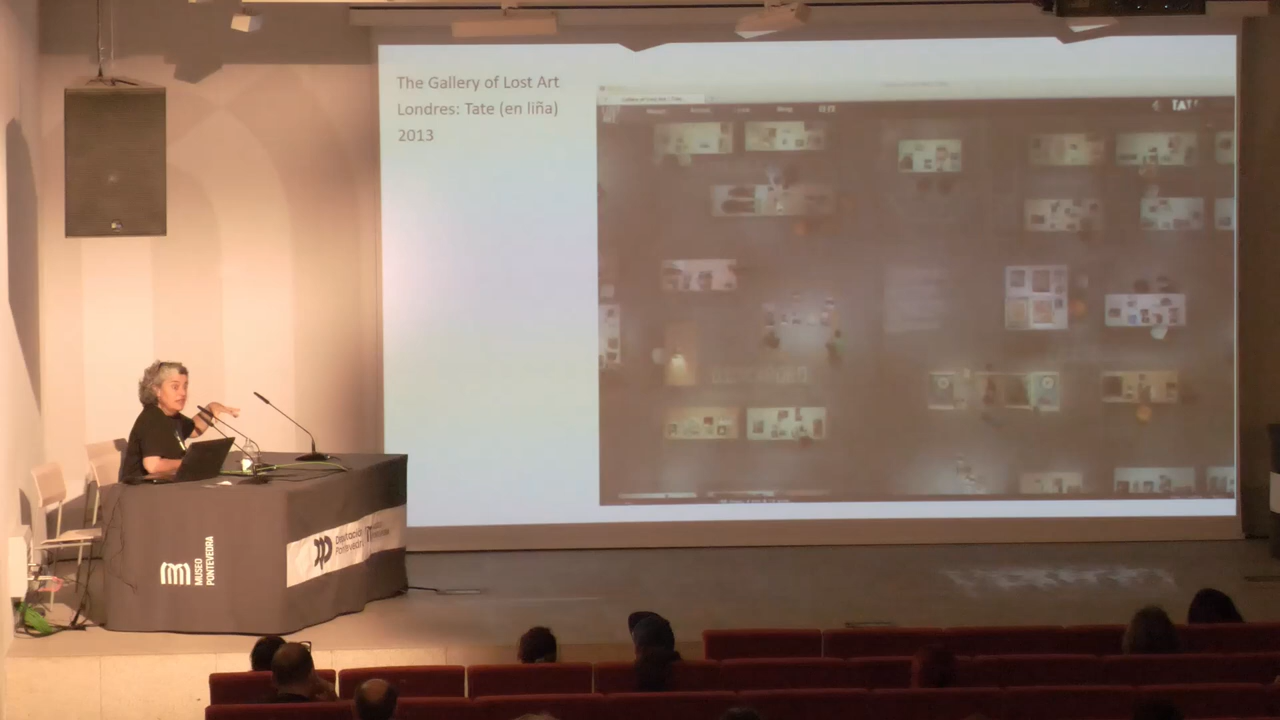 The Gallery of Lost Art
Londres: Tate (en liña)
2013
TATE
MUSEO
PONTEVEDRA
Deputación
Pontevedra